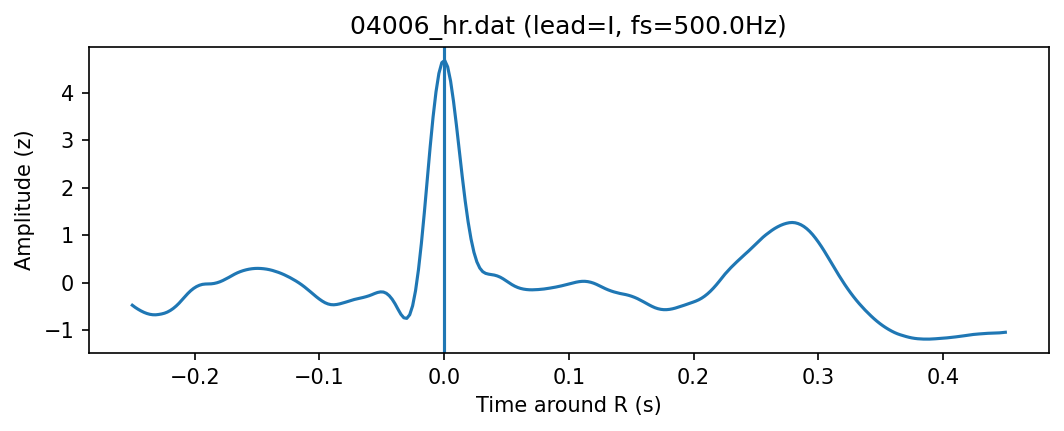 04006_hr.dat (lead=I, fs=500.0Hz)
Amplitude (z)
4
3
2
1
0
−1
−0.2 −0.1 0.0 0.1 0.2 0.3 0.4
Time around R (s)